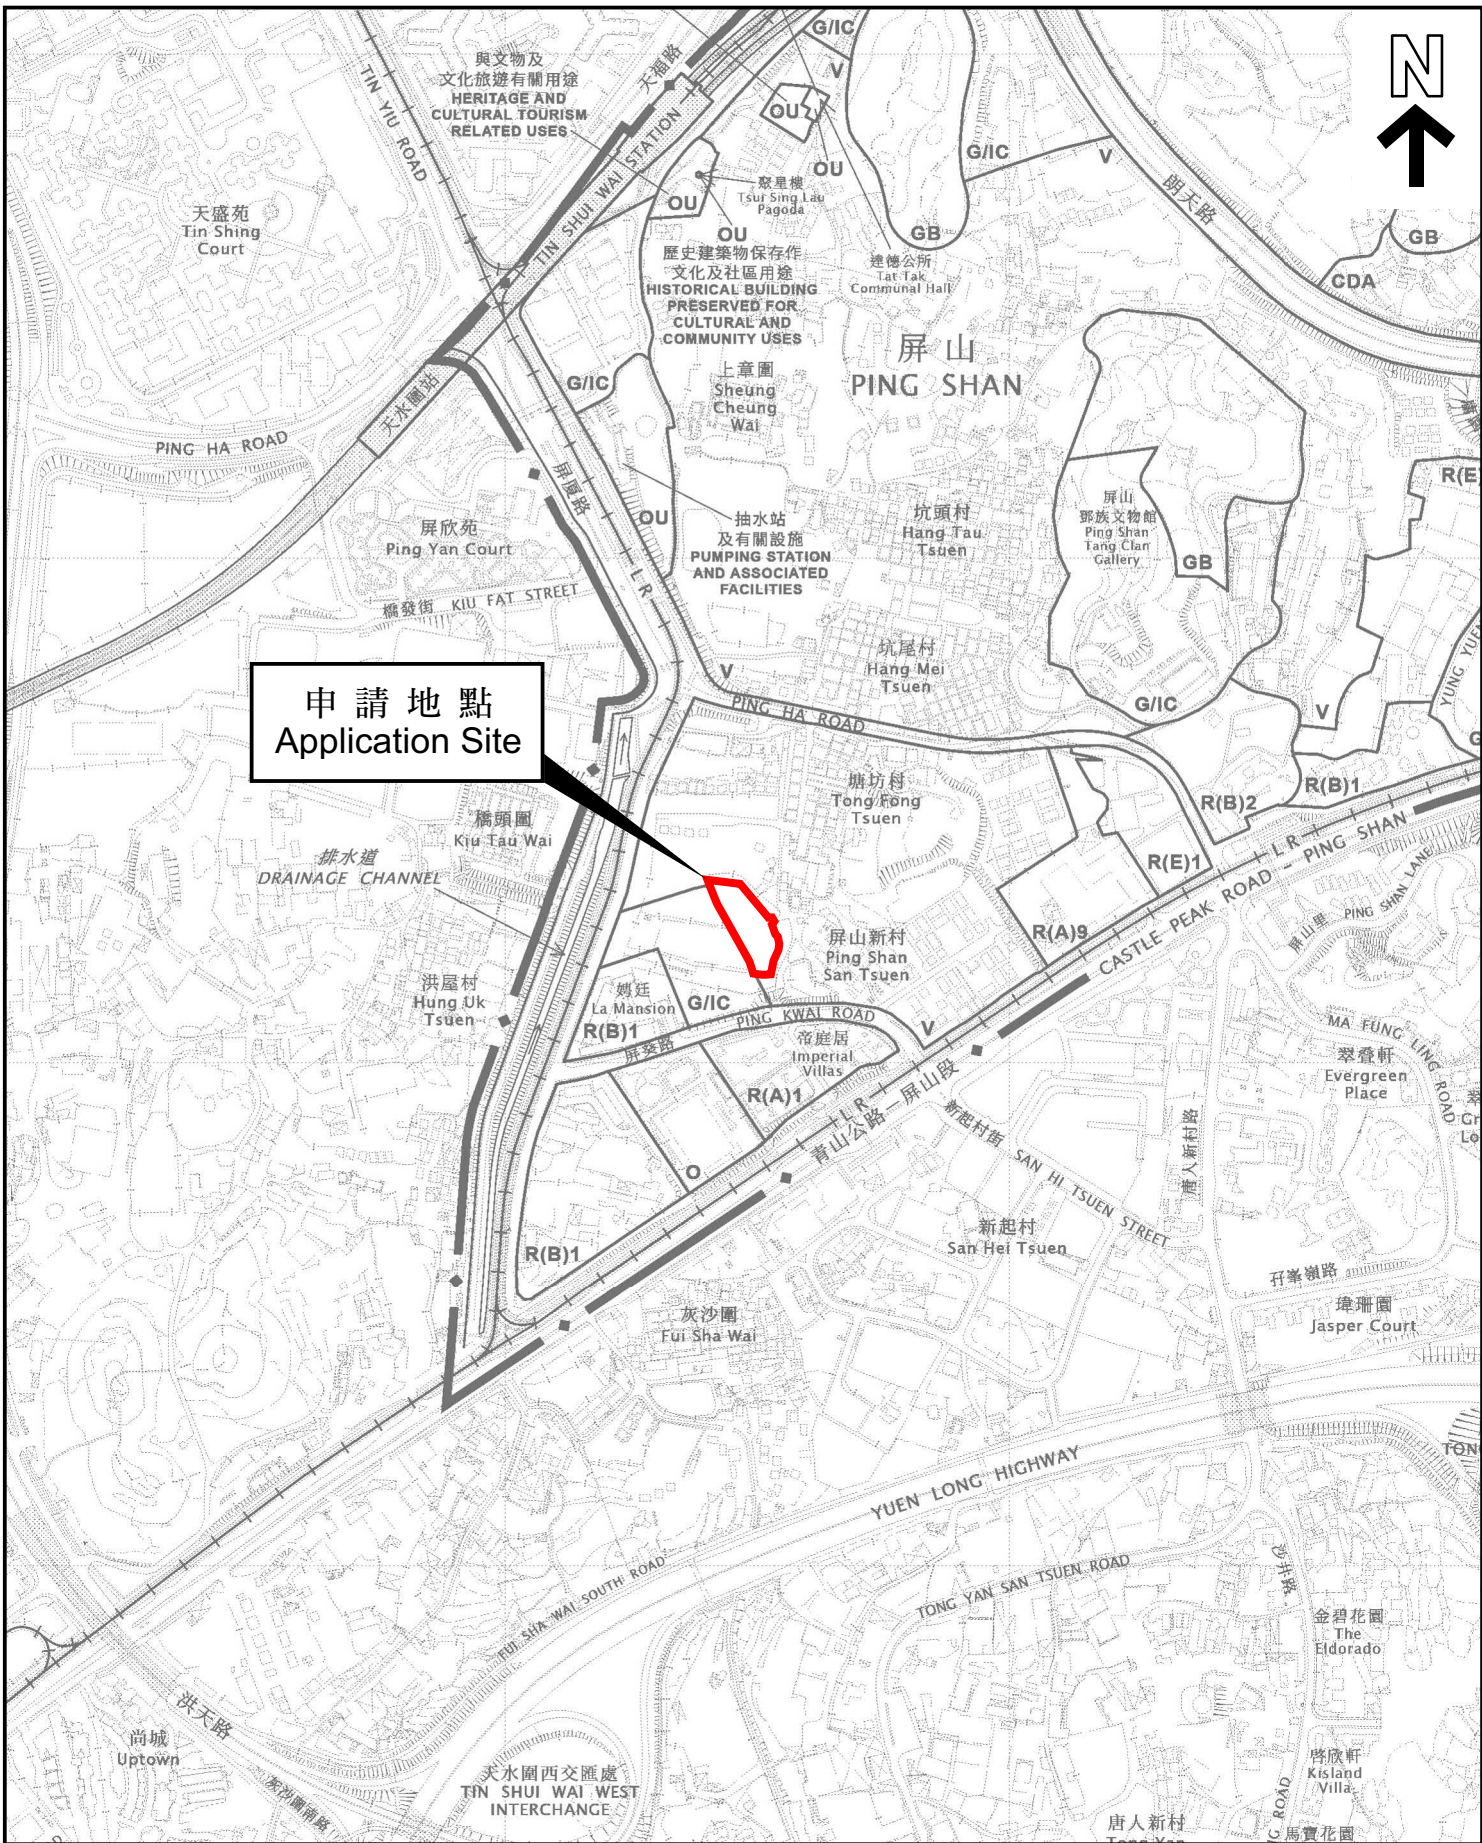 G/IC
V
N
與文物及
文化旅遊有關用途
HERITAGE AND
CULTURAL TOURISM
RELATED USES
天福路
TIN YIU ROAD
TIN SHUI WAI STATION
OU
OU
G/IC
V
朗天路
聚星樓
Tsui Sing Lau
Pagoda
OU
天盛苑
Tin Shing
Court
OU
歷史建築物保存作
文化及社區用途
HISTORICAL BUILDING
PRESERVED FOR
CULTURAL AND
COMMUNITY USES
GB
達德公所
Tat Tak
Communal Hall
GB
CDA
屏山
PING SHAN
上章圍
Sheung
Cheung
Wai
G/IC
天水圍站
PING HA ROAD
屏廈路
R(E)
屏欣苑
Ping Yan Court
OU
抽水站
及有關設施
PUMPING STATION
AND ASSOCIATED
FACILITIES
坑頭村
Hang Tau
Tsuen
屏山
鄧族文物館
Ping Shan
Tang Clan
Gallery
GB
橋發街 KIU FAT STREET
LR
坑尾村
Hang Mei
Tsuen
V
PING HA ROAD
G/IC
V
YUNG YU
申請地點
Application Site
塘坊村
Tong Fong
Tsuen
R(B)2
R(B)1
橋頭圍
Kiu Tau Wai
排水道
DRAINAGE CHANNEL
R(E)1
LR
CASTLE PEAK ROAD - PING SHAN
屏山里 PING SHAN LANE
R(A)9
屏山新村
Ping Shan
San Tsuen
洪屋村
Hung Uk
Tsuen
La Mansion
G/IC
R(B)1
屏葵路
PING KWAI ROAD
V
帝庭居
Imperial
Villas
MA FUNG LING ROAD
翠疊軒
Evergreen
Place
Gr
Lo
R(A)1
LR
青山公路－屏山段
新起村街 SAN HI TSUEN STREET
唐人新村路
O
R(B)1
新起村
San Hei Tsuen
孖峯嶺路
瑋珊園
Jasper Court
灰沙圍
Fui Sha Wai
YUEN LONG HIGHWAY
TON
FUI SHA WAI SOUTH ROAD
TONG YAN SAN TSUEN ROAD
沙井路
金碧花園
The
Eldorado
洪天路
尚城
Uptown
灰沙圍南路
天水圍西交匯處
TIN SHUI WAI WEST
INTERCHANGE
啓欣軒
Kisland
Villa
唐人新村
Tong Yan
G ROAD
馬寶花園